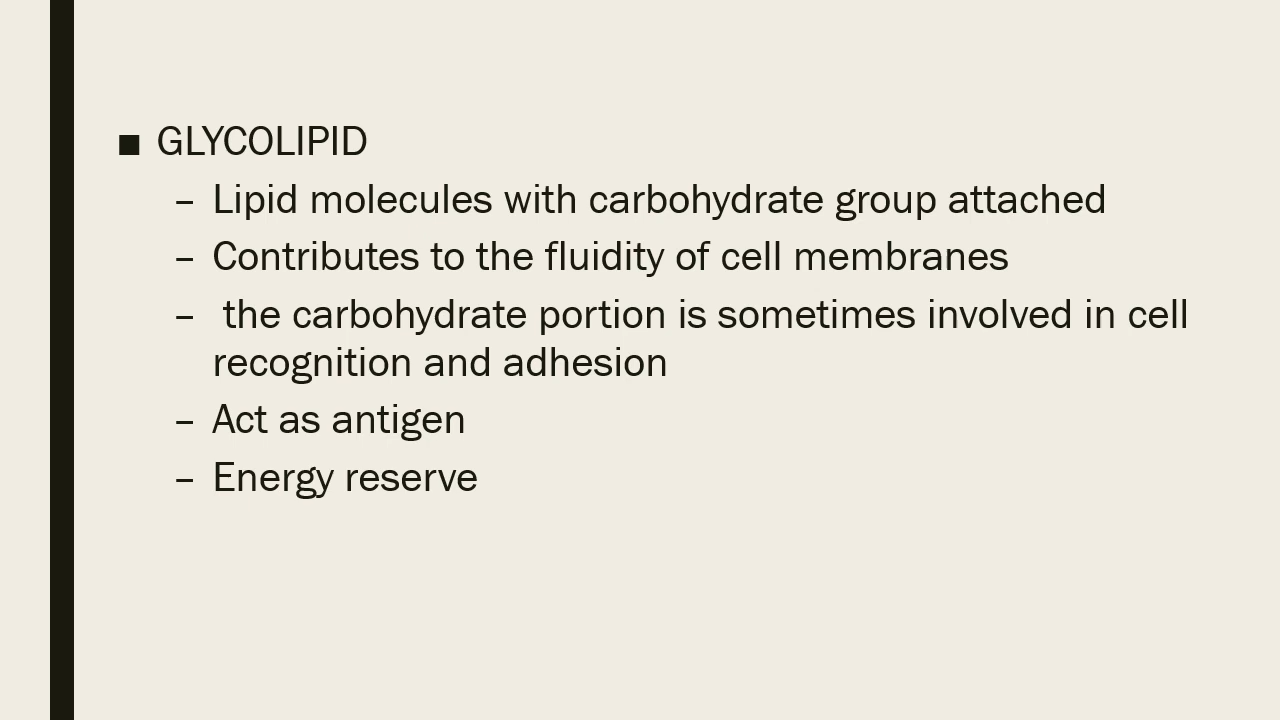 ■ GLYCOLIPID
– Lipid molecules with carbohydrate group attached
– Contributes to the fluidity of cell membranes
– the carbohydrate portion is sometimes involved in cell
recognition and adhesion
– Act as antigen
– Energy reserve